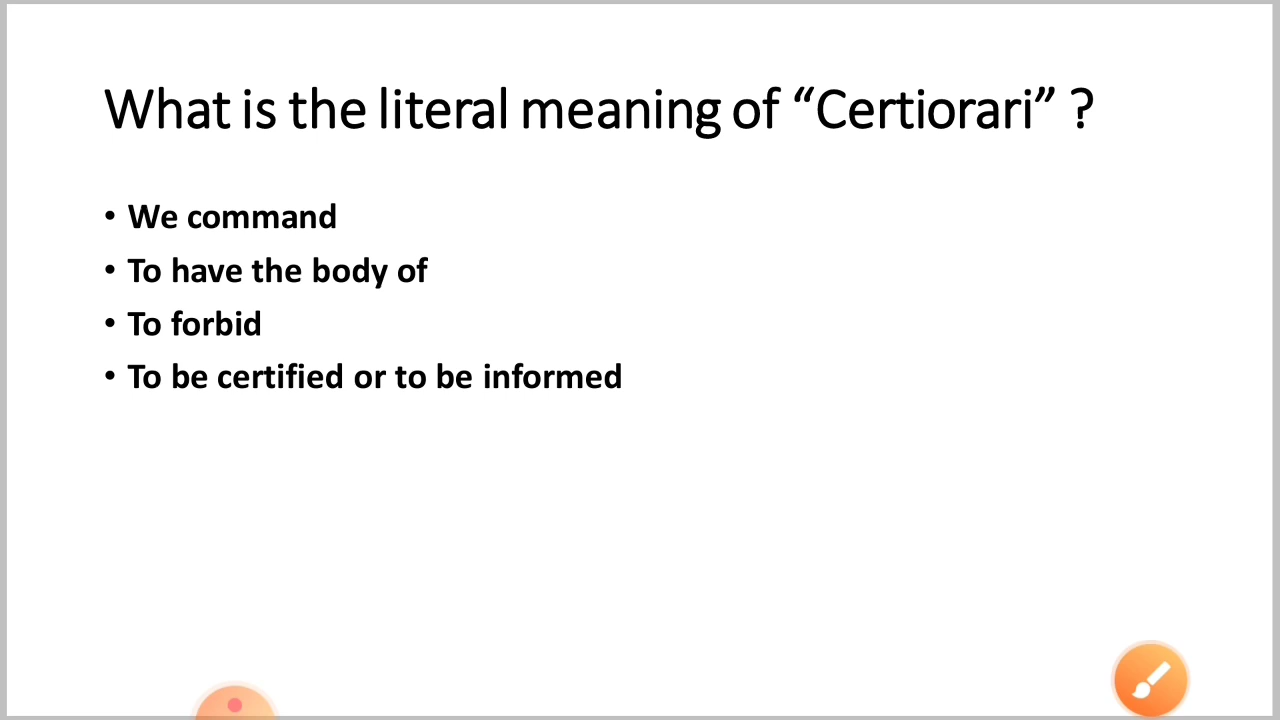 What is the literal meaning of “Certiorari” ?
• We command
• To have the body of
• To forbid
• To be certified or to be informed